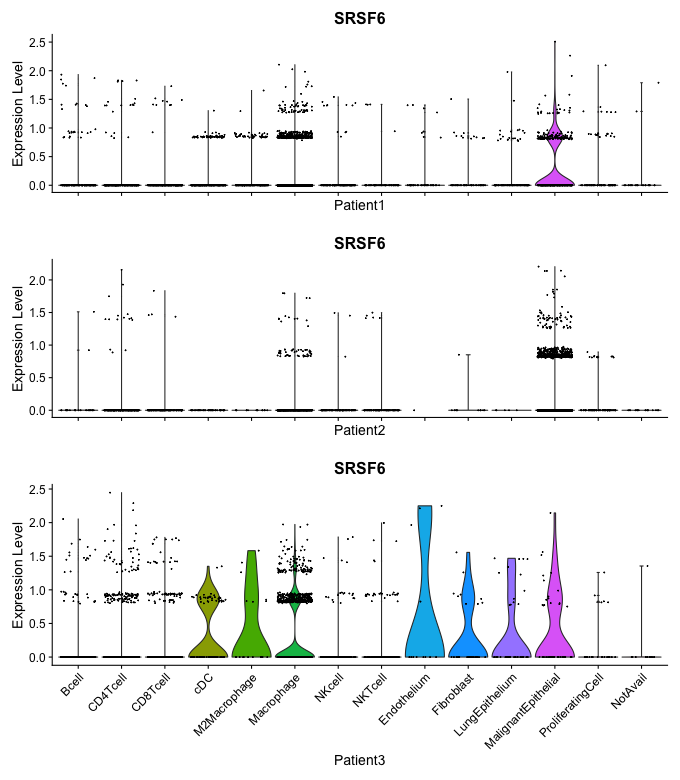 SRSF6
Expression Level
2.5
2.0
1.5
1.0
0.5
0.0
Patient1
SRSF6
Expression Level
2.0
1.5
1.0
0.5
0.0
Patient2
SRSF6
Expression Level
2.5
2.0
1.5
1.0
0.5
0.0
Bcell
CD4Tcell
CD8Tcell
cDC
M2Macrophage
Macrophage
NKcell
NKTcell
Endothelium
Fibroblast
LungEpithelium
MalignantEpithelial
ProliferatingCell
NotAvail
Patient3